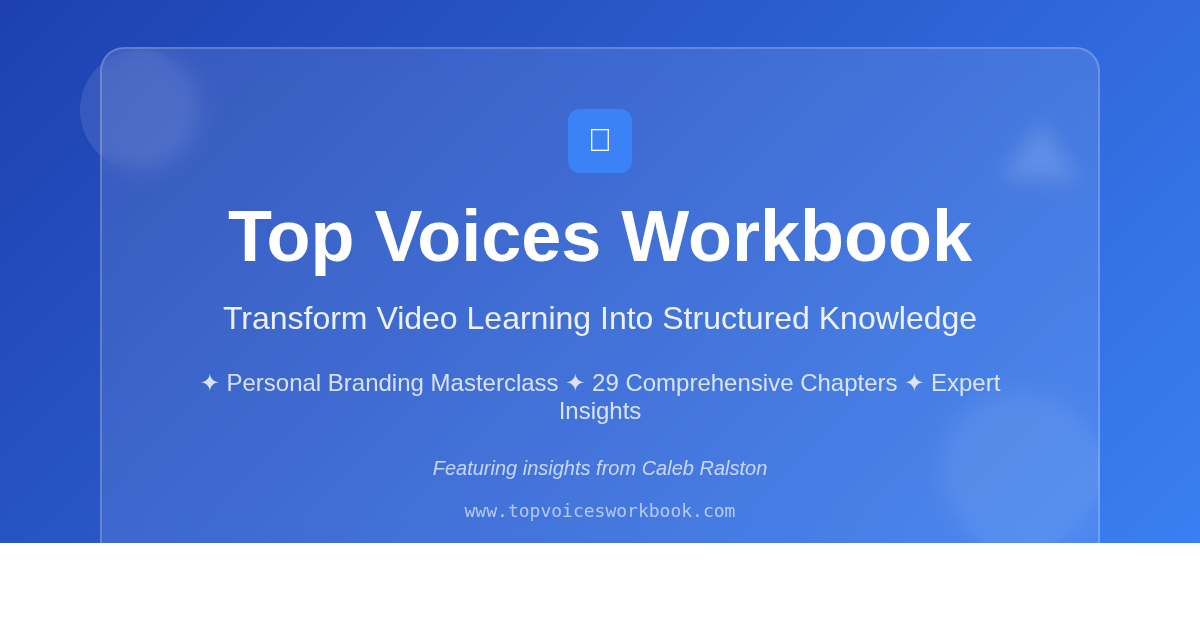 Top Voices Workbook
Transform Video Learning Into Structured Knowledge
✦ Personal Branding Masterclass ✦ 29 Comprehensive Chapters ✦ Expert
Insights
Featuring insights from Caleb Ralston
www.topvoicesworkbook.com